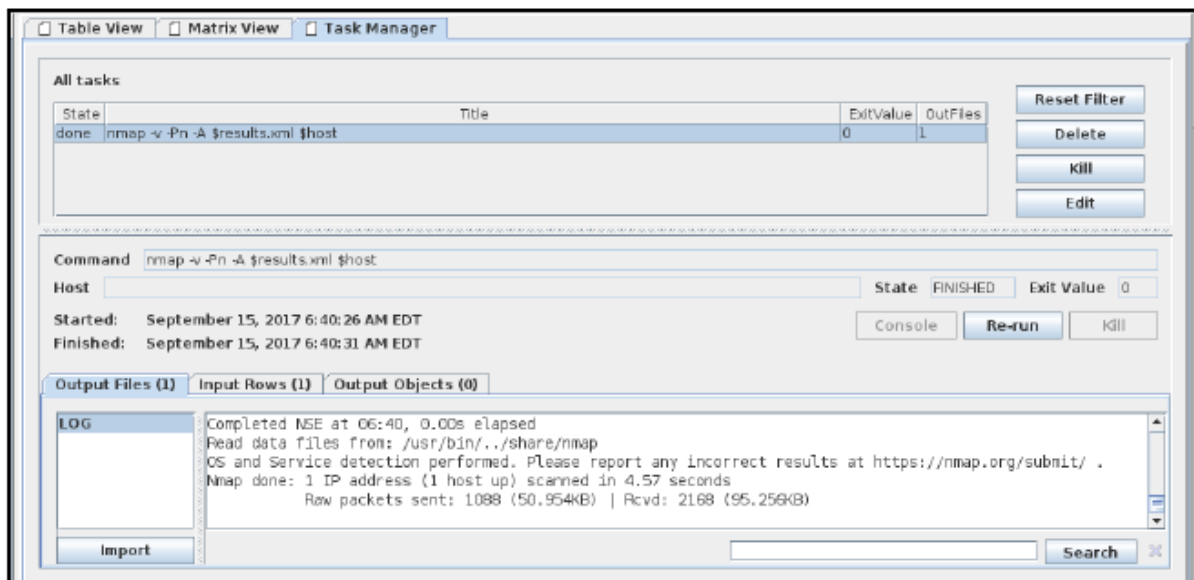 Table View Matrix View Task Manager
All tasks
State Title ExitValue OutFiles
done nmap -v -Pn -A $results.xml $host 0 1
Reset Filter
Delete
Kill
Edit
Command nmap -v -Pn -A $results.xml $host
Host State FINISHED Exit Value 0
Started: September 15, 2017 6:40:26 AM EDT
Finished: September 15, 2017 6:40:31 AM EDT
Console Re-run Kill
Output Files (1) Input Rows (1) Output Objects (0)
LOG
Completed NSE at 06:40, 0.00s elapsed
Read data files from: /usr/bin/../share/nmap
OS and Service detection performed. Please report any incorrect results at https://nmap.org/submit/ .
Nmap done: 1 IP address (1 host up) scanned in 4.57 seconds
Raw packets sent: 1088 (50.954KB) | Rcvd: 2168 (95.256KB)
Import
Search